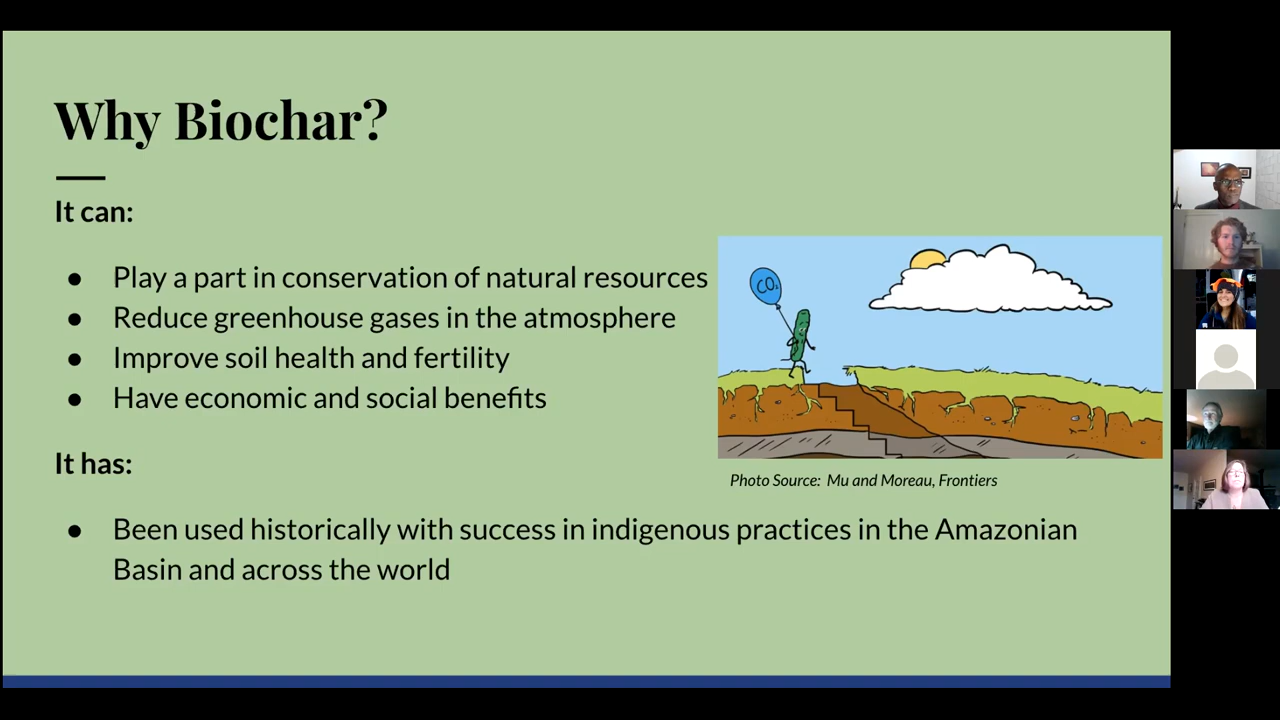 Why Biochar?
It can:
● Play a part in conservation of natural resources
● Reduce greenhouse gases in the atmosphere
● Improve soil health and fertility
● Have economic and social benefits
CO₂
Photo Source: Mu and Moreau, Frontiers
It has:
● Been used historically with success in indigenous practices in the Amazonian
Basin and across the world